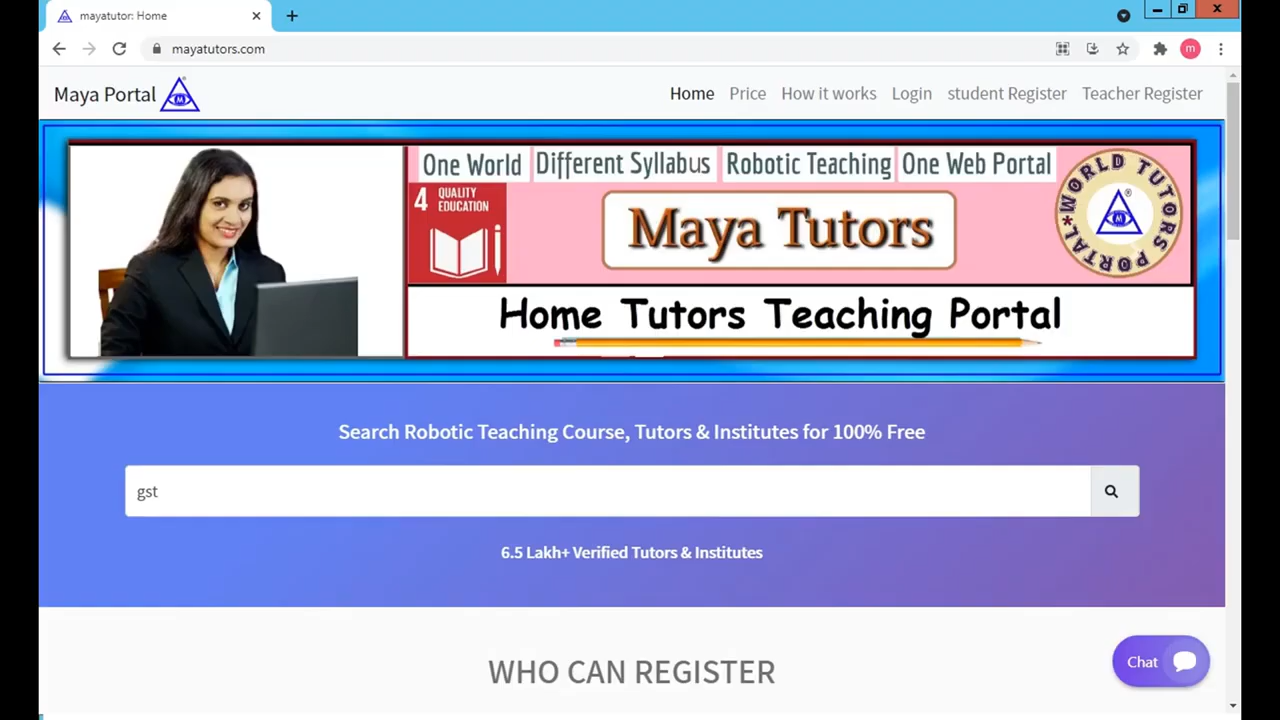 mayatutor: Home
mayatutors.com
m
Maya Portal
M
Home Price How it works Login student Register Teacher Register
One World Different Syllabus Robotic Teaching One Web Portal
4 QUALITY EDUCATION
Maya Tutors
WORLD TUTORS PORTAL*
M
Home Tutors Teaching Portal
Search Robotic Teaching Course, Tutors & Institutes for 100% Free
gst
6.5 Lakh+ Verified Tutors & Institutes
WHO CAN REGISTER
Chat